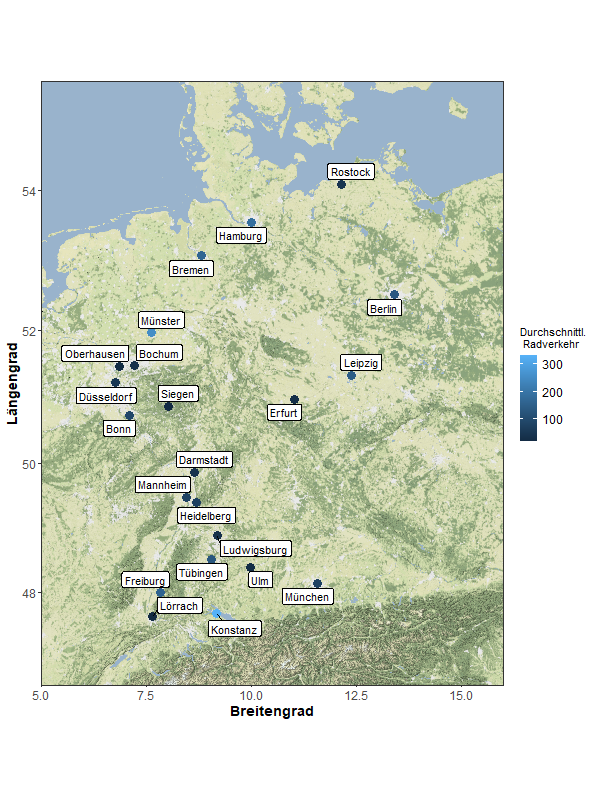 Rostock
Hamburg
Bremen
Berlin
Münster
Oberhausen
Bochum
Leipzig
Düsseldorf
Siegen
Erfurt
Bonn
Darmstadt
Mannheim
Heidelberg
Ludwigsburg
Tübingen
Ulm
Freiburg
München
Lörrach
Konstanz
54
52
50
48
5.0
7.5
10.0
12.5
15.0
Breitengrad
Längengrad
Durchschnittl.
Radverkehr
300
200
100